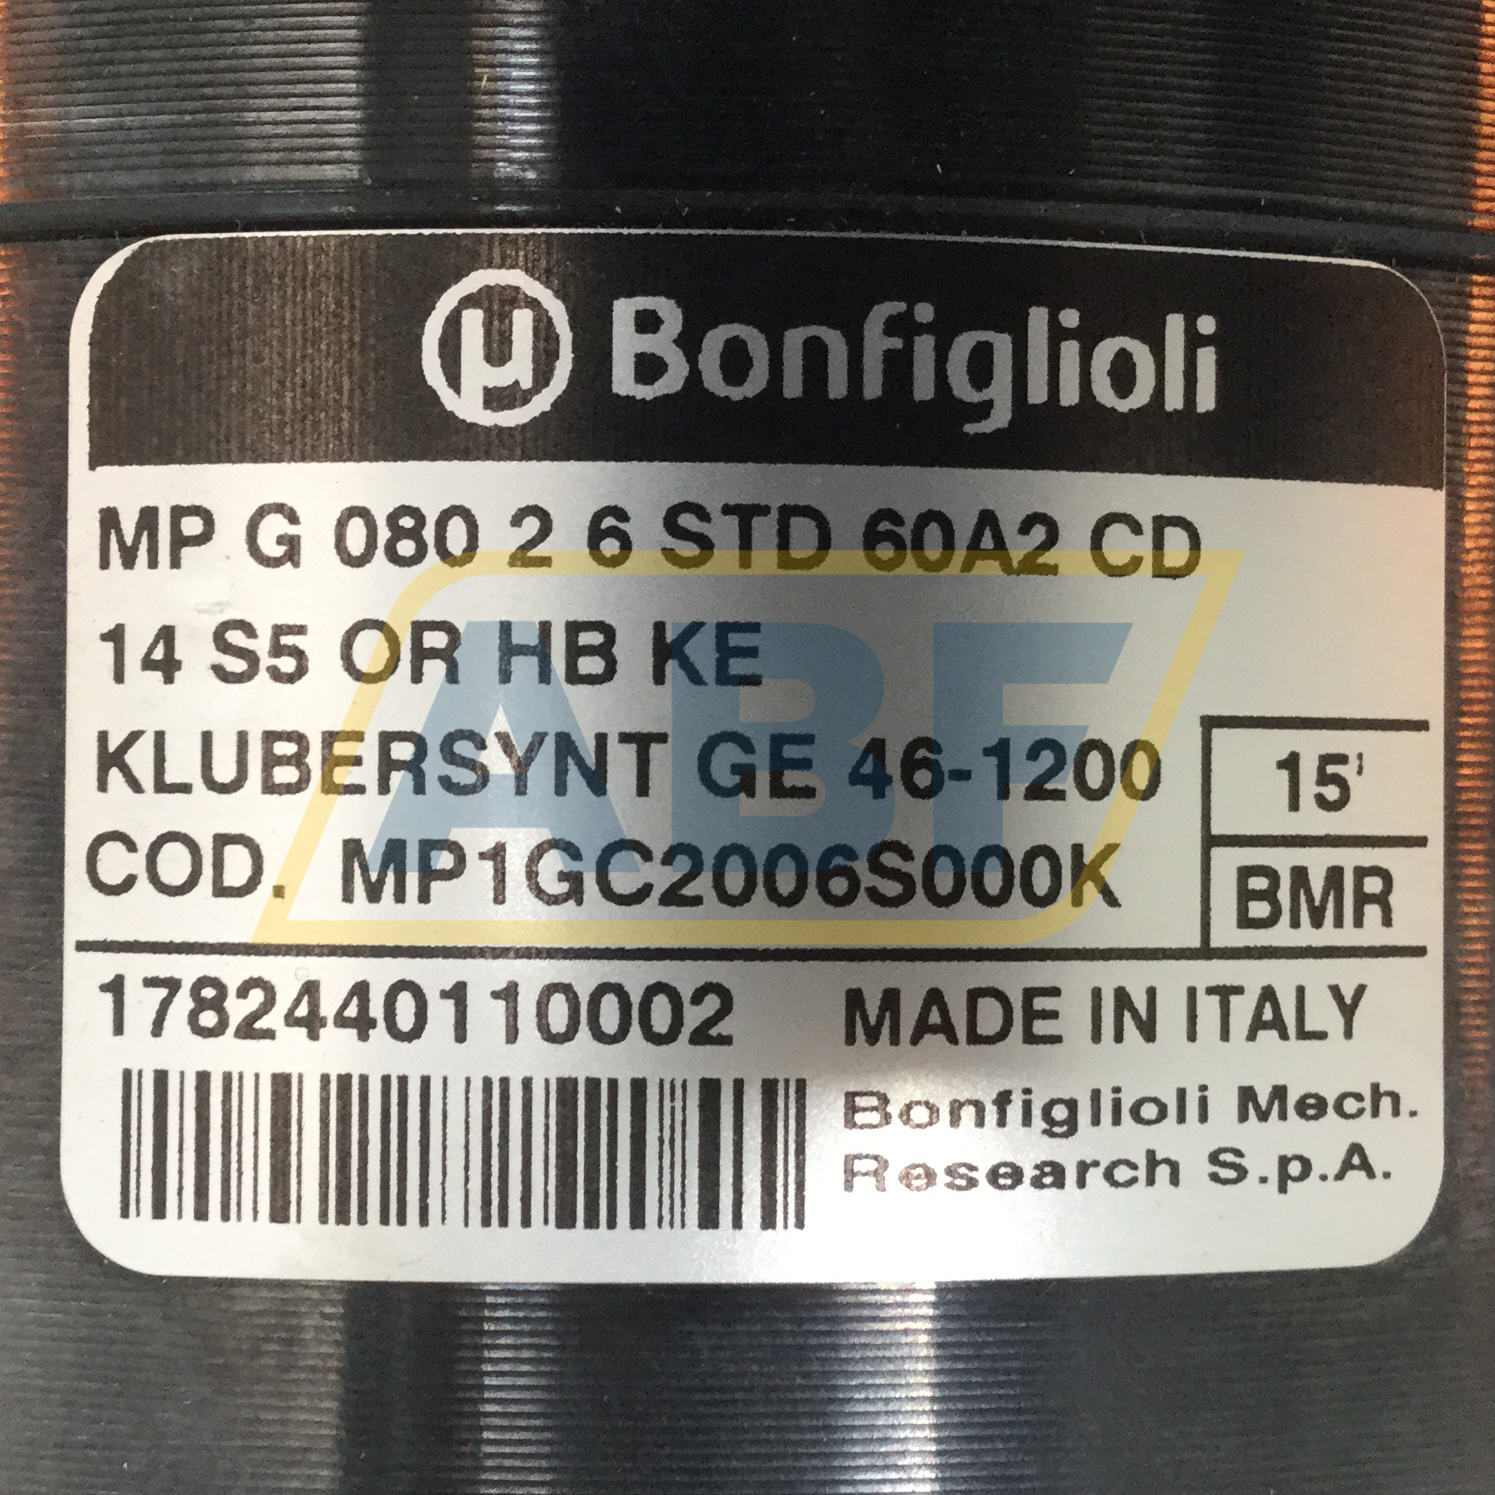 µ Bonfiglioli
MP G 080 2 6 STD 60A2 CD
14 S5 OR HB KE
KLUBERSYNT GE 46-1200
15'
COD. MP1GC2006S000K
BMR
1782440110002
MADE IN ITALY
Bonfiglioli Mech.
Research S.p.A.
ABF